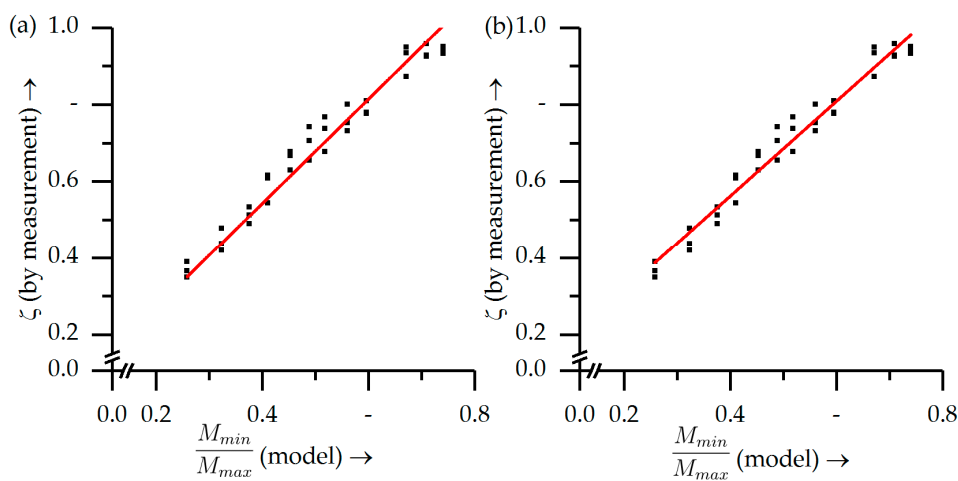 (a)
1.0
-
0.6
0.4
0.2
0.0
ζ (by measurement) →
0.0 0.2 0.4 - 0.8
M_min
M_max (model) →
(b)
1.0
-
0.6
0.4
0.2
0.0
ζ (by measurement) →
0.0 0.2 0.4 - 0.8
M_min
M_max (model) →